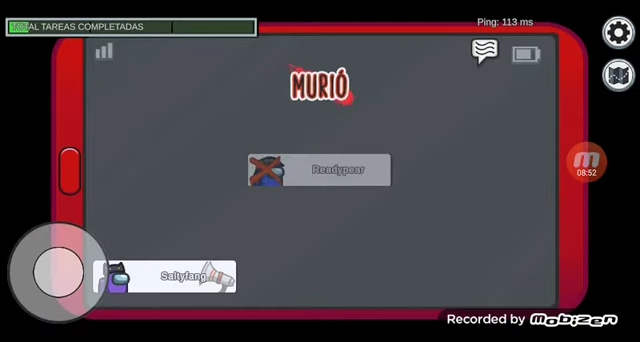 TOTAL TAREAS COMPLETADAS
Ping: 113 ms
MURIÓ
Readypear
08:52
Saltyfang
Recorded by Mobizen